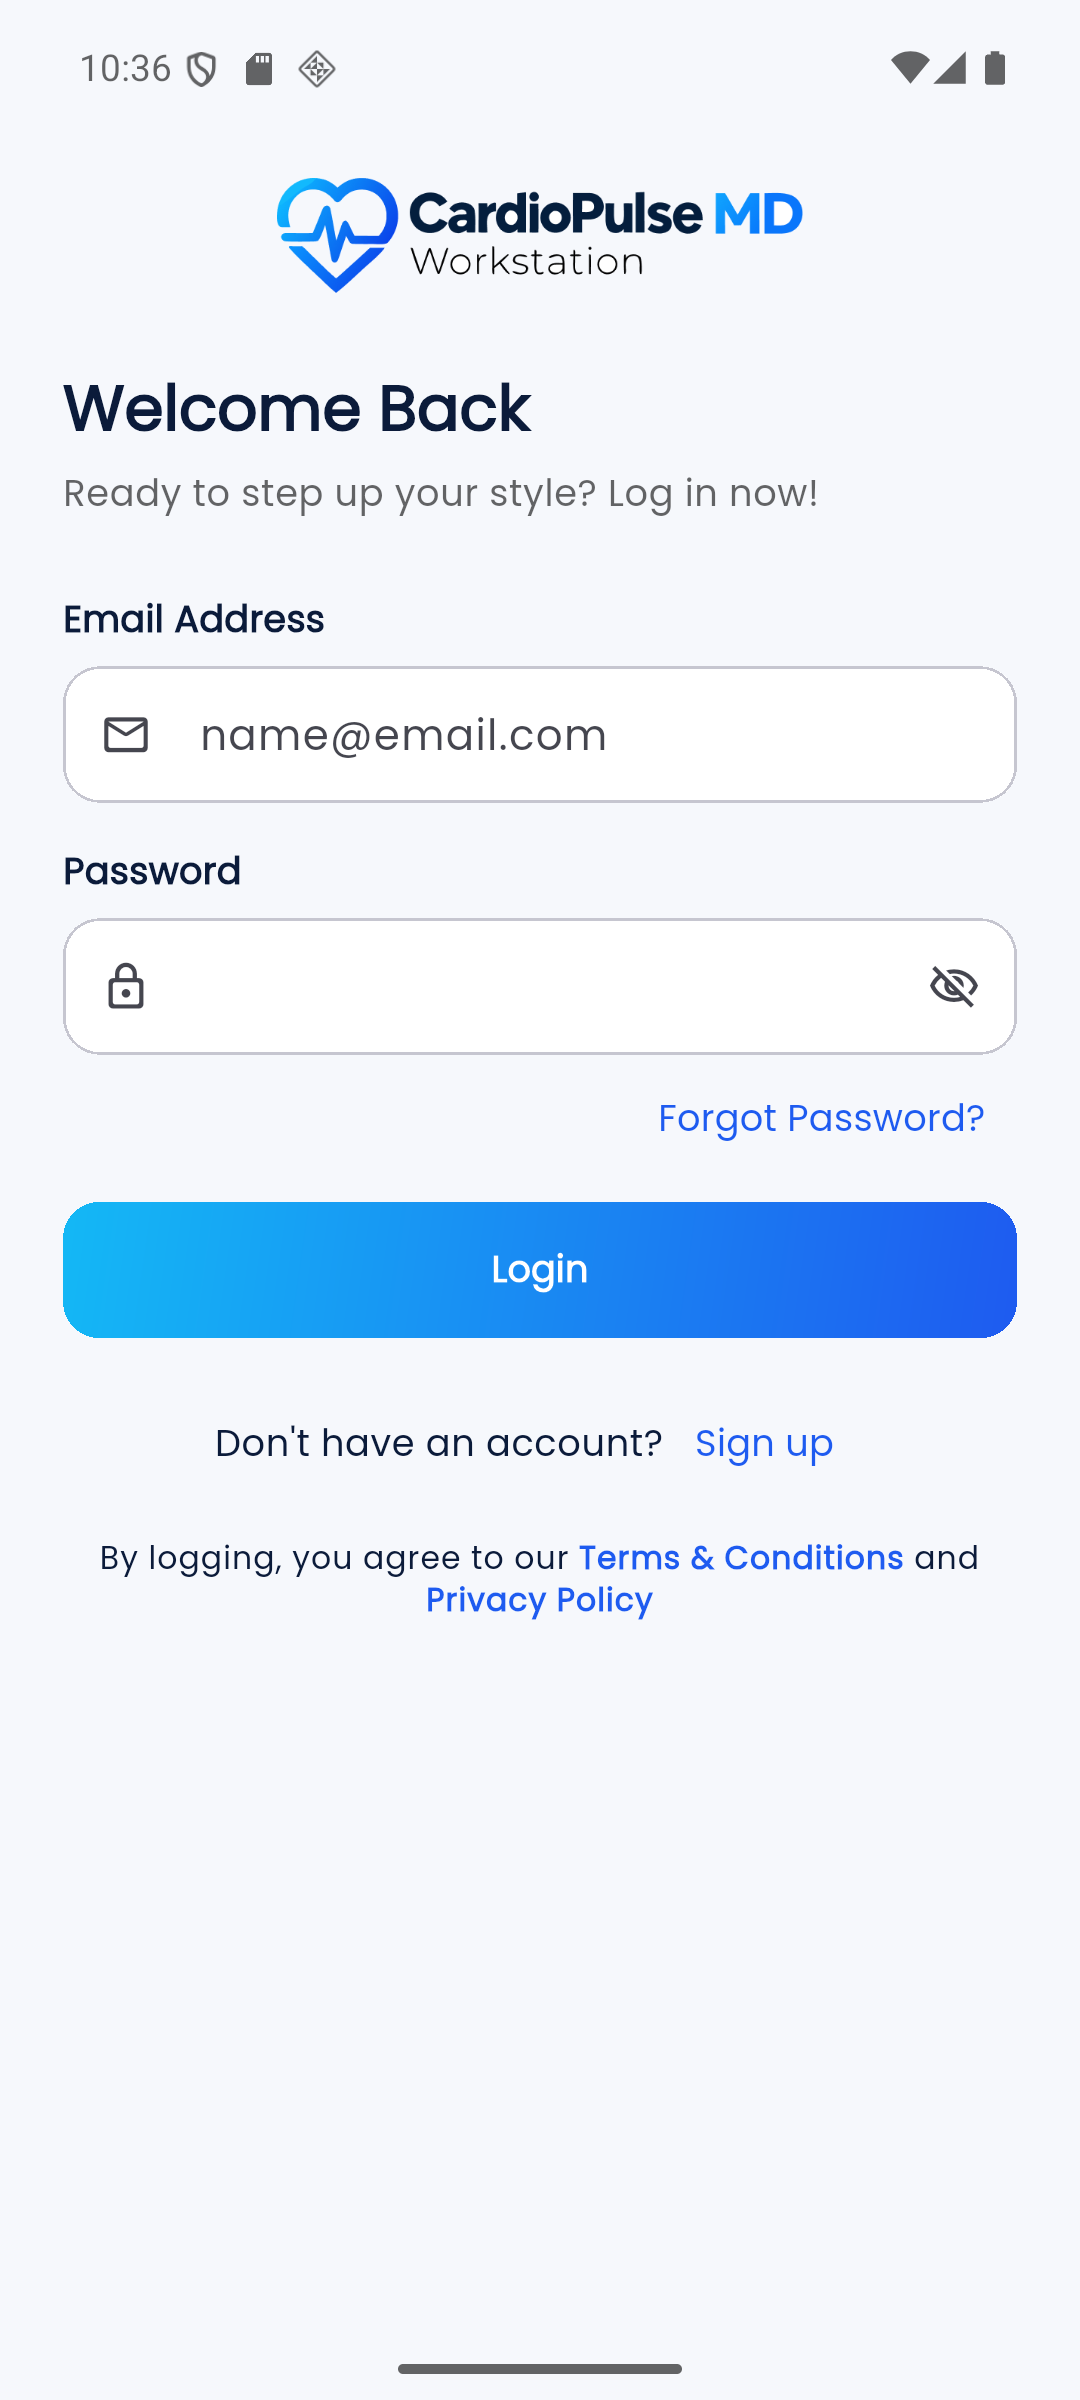 10:36
CardioPulse MD
Workstation
Welcome Back
Ready to step up your style? Log in now!
Email Address
name@email.com
Password
Forgot Password?
Login
Don't have an account? Sign up
By logging, you agree to our Terms & Conditions and
Privacy Policy